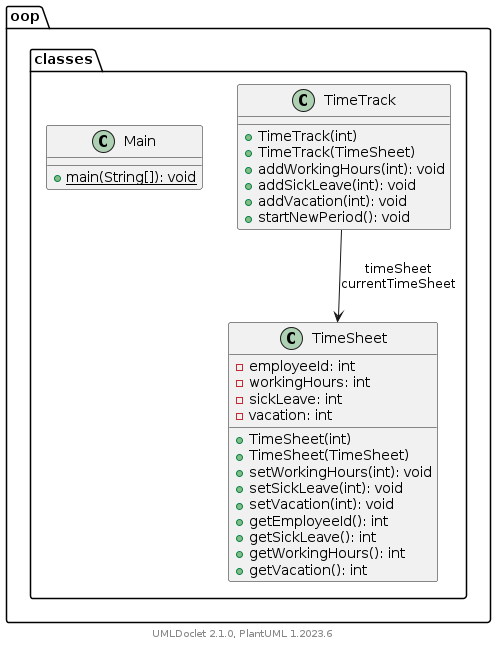 oop
classes
C Main
main(String[]): void
C TimeTrack
TimeTrack(int)
TimeTrack(TimeSheet)
addWorkingHours(int): void
addSickLeave(int): void
addVacation(int): void
startNewPeriod(): void
timeSheet
currentTimeSheet
C TimeSheet
employeeId: int
workingHours: int
sickLeave: int
vacation: int
TimeSheet(int)
TimeSheet(TimeSheet)
setWorkingHours(int): void
setSickLeave(int): void
setVacation(int): void
getEmployeeId(): int
getSickLeave(): int
getWorkingHours(): int
getVacation(): int
UMLDoclet 2.1.0, PlantUML 1.2023.6